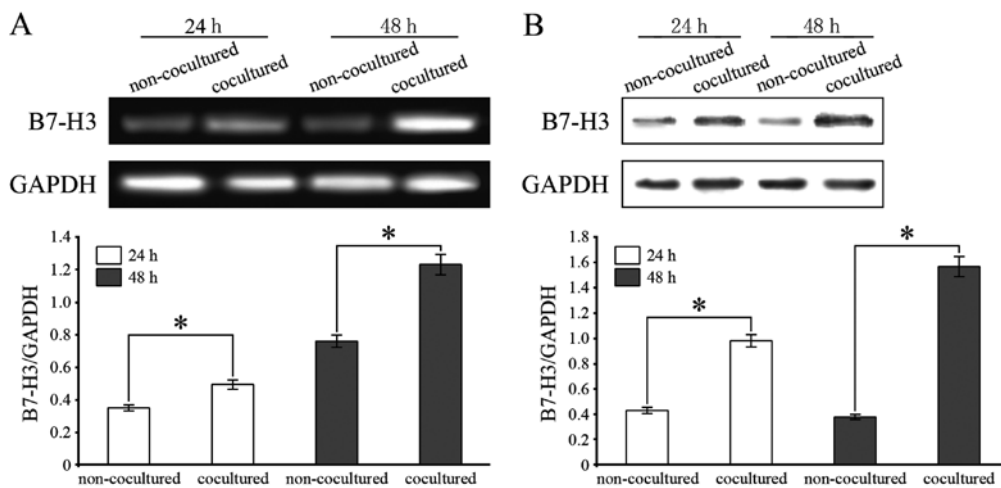 A
24 h
48 h
non-cocultured
cocultured
non-cocultured
cocultured
B7-H3
GAPDH
1.4
1.2
1.0
0.8
0.6
0.4
0.2
0
B7-H3/GAPDH
24 h
48 h
*
*
non-cocultured
cocultured
non-cocultured
cocultured
B
24 h
48 h
non-cocultured
cocultured
non-cocultured
cocultured
B7-H3
GAPDH
1.8
1.6
1.4
1.2
1.0
0.8
0.6
0.4
0.2
0
B7-H3/GAPDH
24 h
48 h
*
*
non-cocultured
cocultured
non-cocultured
cocultured